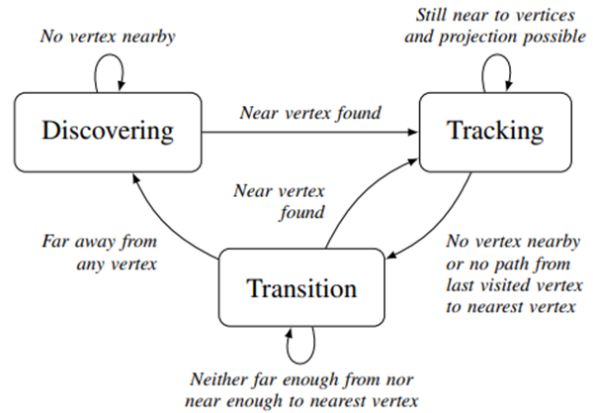 No vertex nearby
Still near to vertices
and projection possible
Discovering
Near vertex found
Tracking
Near vertex
found
Far away from
any vertex
No vertex nearby
or no path from
last visited vertex
to nearest vertex
Transition
Neither far enough from nor
near enough to nearest vertex